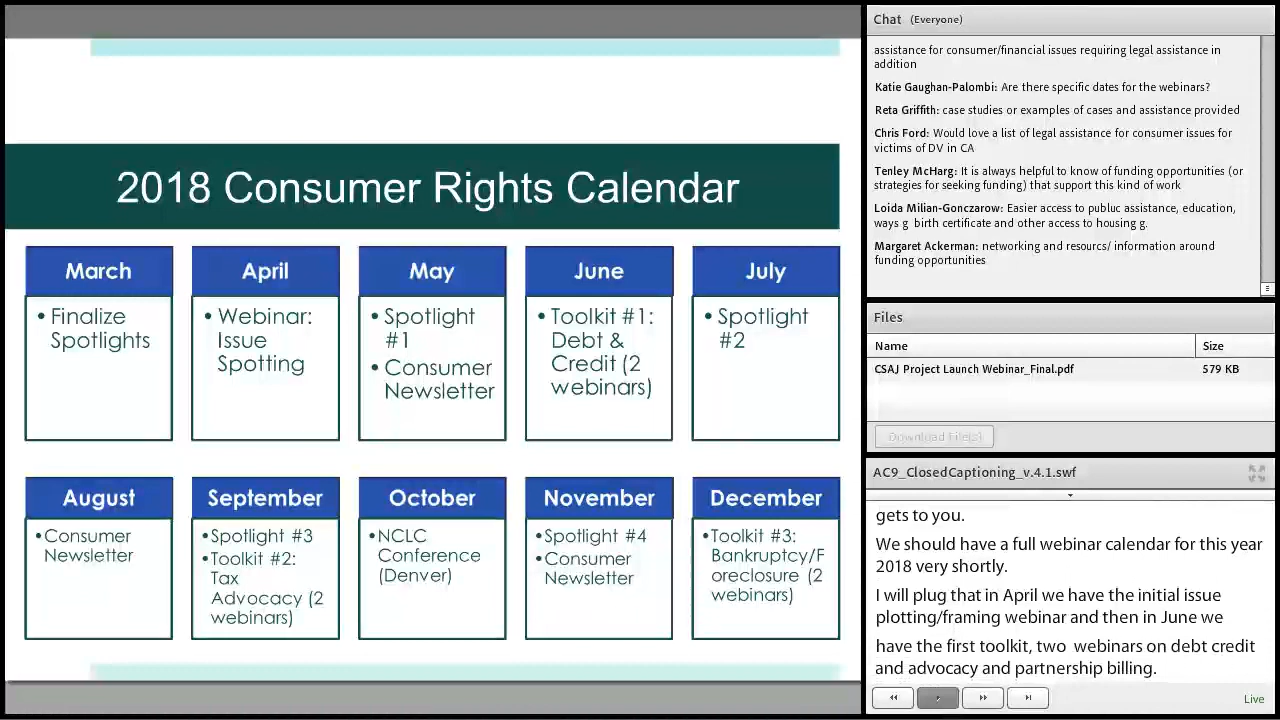 2018 Consumer Rights Calendar
March
• Finalize
Spotlights
April
• Webinar:
Issue
Spotting
May
• Spotlight
#1
• Consumer
Newsletter
June
• Toolkit #1:
Debt &
Credit (2
webinars)
July
• Spotlight
#2
August
•Consumer
Newsletter
September
•Spotlight #3
•Toolkit #2:
Tax
Advocacy (2
webinars)
October
•NCLC
Conference
(Denver)
November
•Spotlight #4
•Consumer
Newsletter
December
•Toolkit #3:
Bankruptcy/F
oreclosure (2
webinars)
Chat (Everyone)
assistance for consumer/financial issues requiring legal assistance in
addition
Katie Gaughan-Palombi: Are there specific dates for the webinars?
Reta Griffith: case studies or examples of cases and assistance provided
Chris Ford: Would love a list of legal assistance for consumer issues for
victims of DV in CA
Tenley McHarg: It is always helpful to know of funding opportunities (or
strategies for seeking funding) that support this kind of work
Loida Milian-Gonczarow: Easier access to publuc assistance, education,
ways g birth certificate and other access to housing g.
Margaret Ackerman: networking and resourcs/ information around
funding opportunities
Files
Name Size
CSAJ Project Launch Webinar_Final.pdf 579 KB
Download File(s)
AC9_ClosedCaptioning_v.4.1.swf
gets to you.
We should have a full webinar calendar for this year
2018 very shortly.
I will plug that in April we have the initial issue
plotting/framing webinar and then in June we
have the first toolkit, two webinars on debt credit
and advocacy and partnership billing.
Live